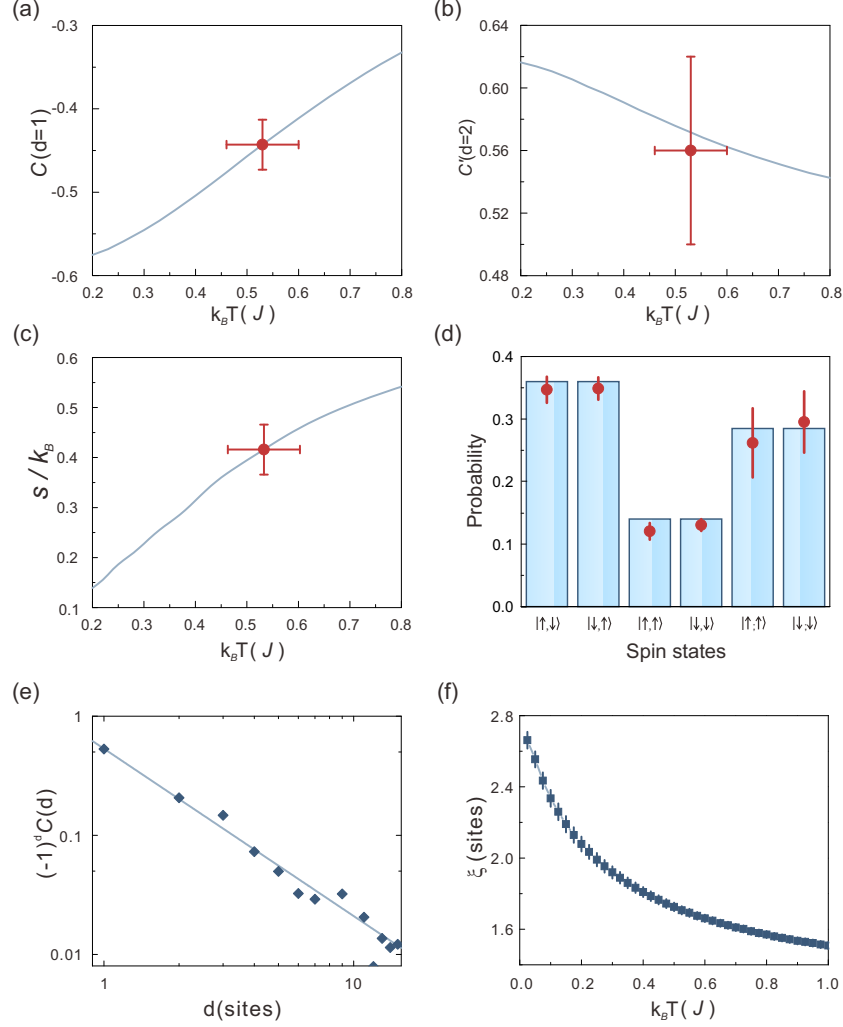 (a)
-0.3
-0.4
-0.5
-0.6
C(d=1)
0.2 0.3 0.4 0.5 0.6 0.7 0.8
k_BT(J)
(b)
0.64
0.60
0.56
0.52
0.48
C'(d=2)
0.2 0.3 0.4 0.5 0.6 0.7 0.8
k_BT(J)
(c)
0.6
0.5
0.4
0.3
0.2
0.1
s/k_B
0.2 0.3 0.4 0.5 0.6 0.7 0.8
k_BT(J)
(d)
0.4
0.3
0.2
0.1
0.0
Probability
|↑,↓⟩ |↓,↑⟩ |↑,↑⟩ |↓,↓⟩ |↑;↑⟩ |↓;↓⟩
Spin states
(e)
1
0.1
0.01
(-1)^d C(d)
1 10
d(sites)
(f)
2.8
2.4
2.0
1.6
ξ(sites)
0.0 0.2 0.4 0.6 0.8 1.0
k_BT(J)